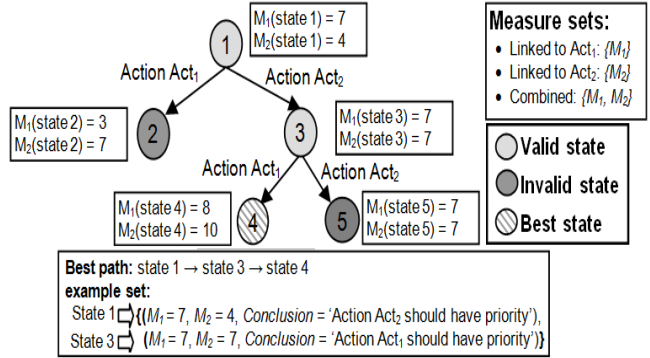 M₁(state 1) = 7
M₂(state 1) = 4
1
Action Act₁
Action Act₂
M₁(state 2) = 3
M₂(state 2) = 7
2
3
M₁(state 3) = 7
M₂(state 3) = 7
Action Act₁
Action Act₂
M₁(state 4) = 8
M₂(state 4) = 10
4
5
M₁(state 5) = 7
M₂(state 5) = 7
Measure sets:
• Linked to Act₁: {M₁}
• Linked to Act₂: {M₂}
• Combined: {M₁, M₂}
Valid state
Invalid state
Best state
Best path: state 1 → state 3 → state 4
example set:
State 1 {(M₁ = 7, M₂ = 4, Conclusion = ‘Action Act₂ should have priority’),
State 3 (M₁ = 7, M₂ = 7, Conclusion = ‘Action Act₁ should have priority’)}